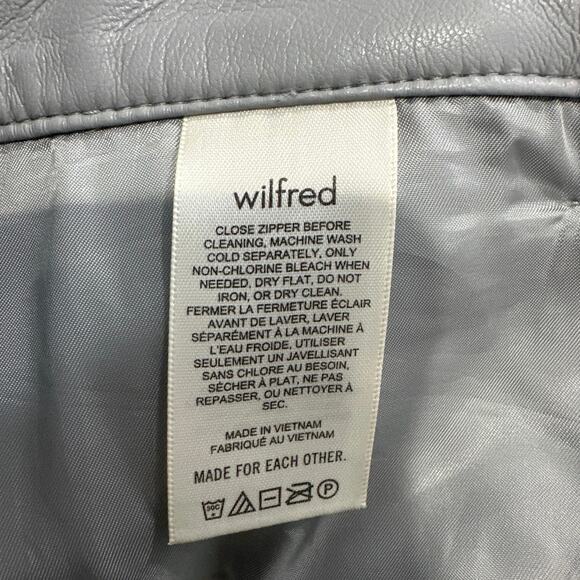 wilfred
CLOSE ZIPPER BEFORE
CLEANING, MACHINE WASH
COLD SEPARATELY, ONLY
NON-CHLORINE BLEACH WHEN
NEEDED, DRY FLAT, DO NOT
IRON, OR DRY CLEAN.
FERMER LA FERMETURE ÉCLAIR
AVANT DE LAVER, LAVER
SÉPARÉMENT À LA MACHINE À
L'EAU FROIDE, UTILISER
SEULEMENT UN JAVELLISANT
SANS CHLORE AU BESOIN,
SÉCHER À PLAT, NE PAS
REPASSER, OU NETTOYER À
SEC.
MADE IN VIETNAM
FABRIQUÉ AU VIETNAM
MADE FOR EACH OTHER.
30C P